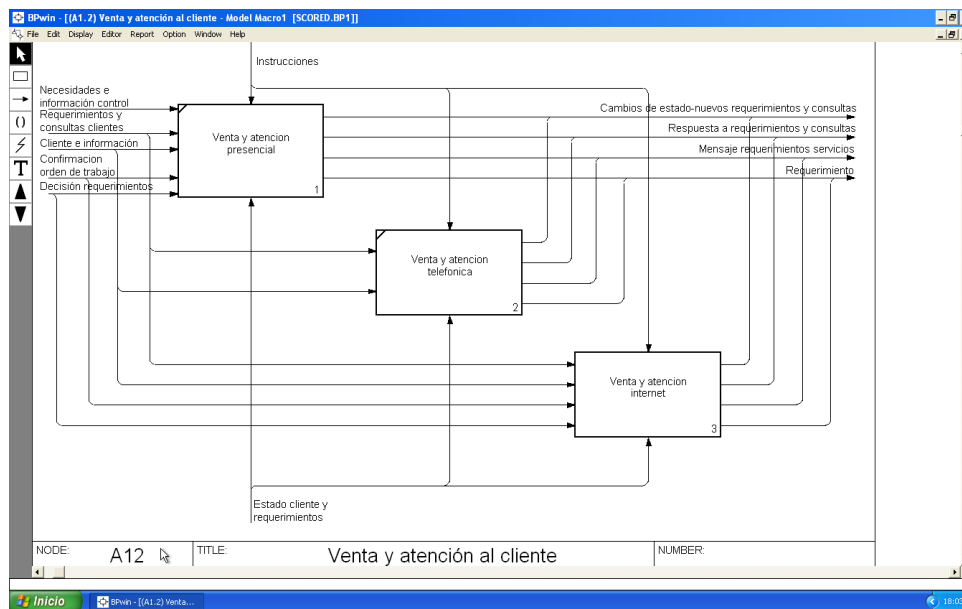 BPwin - [(A1.2) Venta y atención al cliente - Model Macro1 [SCORED.BP1]]
File Edit Display Editor Report Option Window Help
Instrucciones
Necesidades e
información control
Requerimientos y
consultas clientes
Cliente e información
Confirmacion
orden de trabajo
Decisión requerimientos
Venta y atencion
presencial
1
Cambios de estado-nuevos requerimientos y consultas
Respuesta a requerimientos y consultas
Mensaje requerimientos servicios
Requerimiento
Venta y atencion
telefonica
2
Venta y atencion
internet
3
Estado cliente y
requerimientos
NODE: A12
TITLE: Venta y atención al cliente
NUMBER:
Inicio
BPwin - [(A1.2) Venta...
18:03